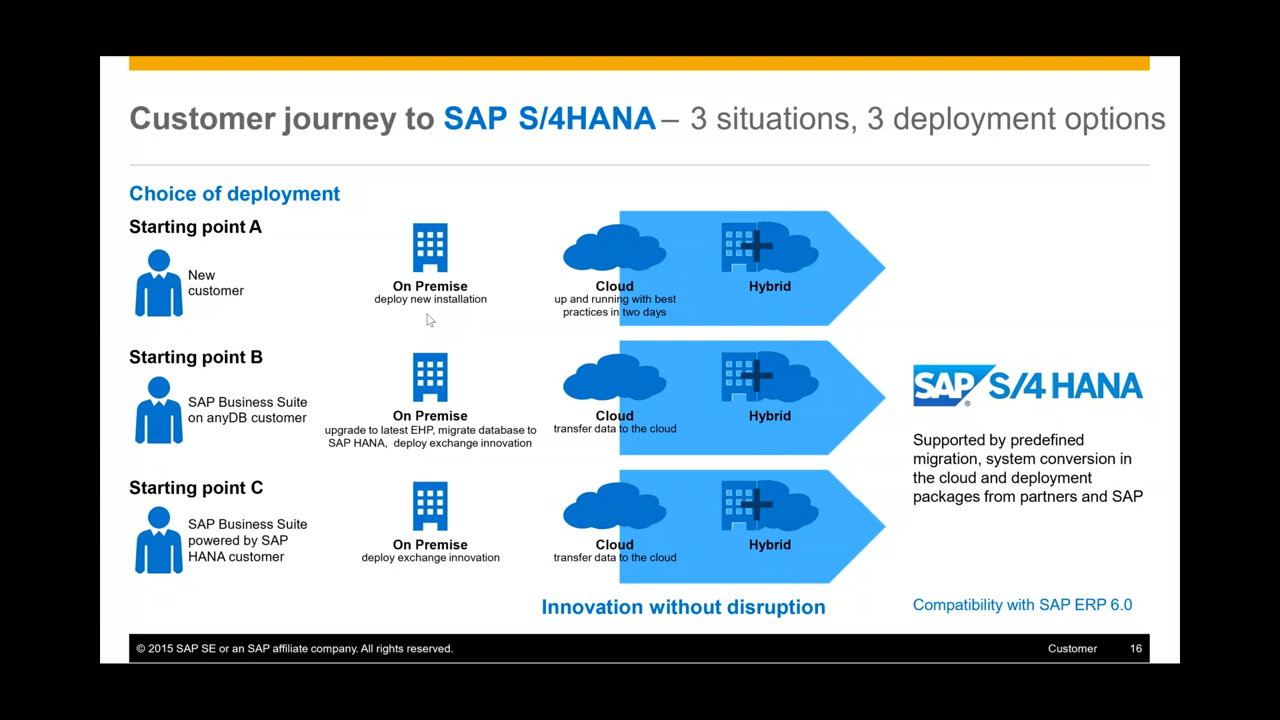 Customer journey to SAP S/4HANA – 3 situations, 3 deployment options
Choice of deployment
Starting point A
New
customer
On Premise
deploy new installation
Cloud
up and running with best
practices in two days
Hybrid
Starting point B
SAP Business Suite
on anyDB customer
On Premise
upgrade to latest EHP, migrate database to
SAP HANA, deploy exchange innovation
Cloud
transfer data to the cloud
Hybrid
Starting point C
SAP Business Suite
powered by SAP
HANA customer
On Premise
deploy exchange innovation
Cloud
transfer data to the cloud
Hybrid
SAP® S/4 HANA
Supported by predefined
migration, system conversion in
the cloud and deployment
packages from partners and SAP
Innovation without disruption
Compatibility with SAP ERP 6.0
© 2015 SAP SE or an SAP affiliate company. All rights reserved.
Customer 16